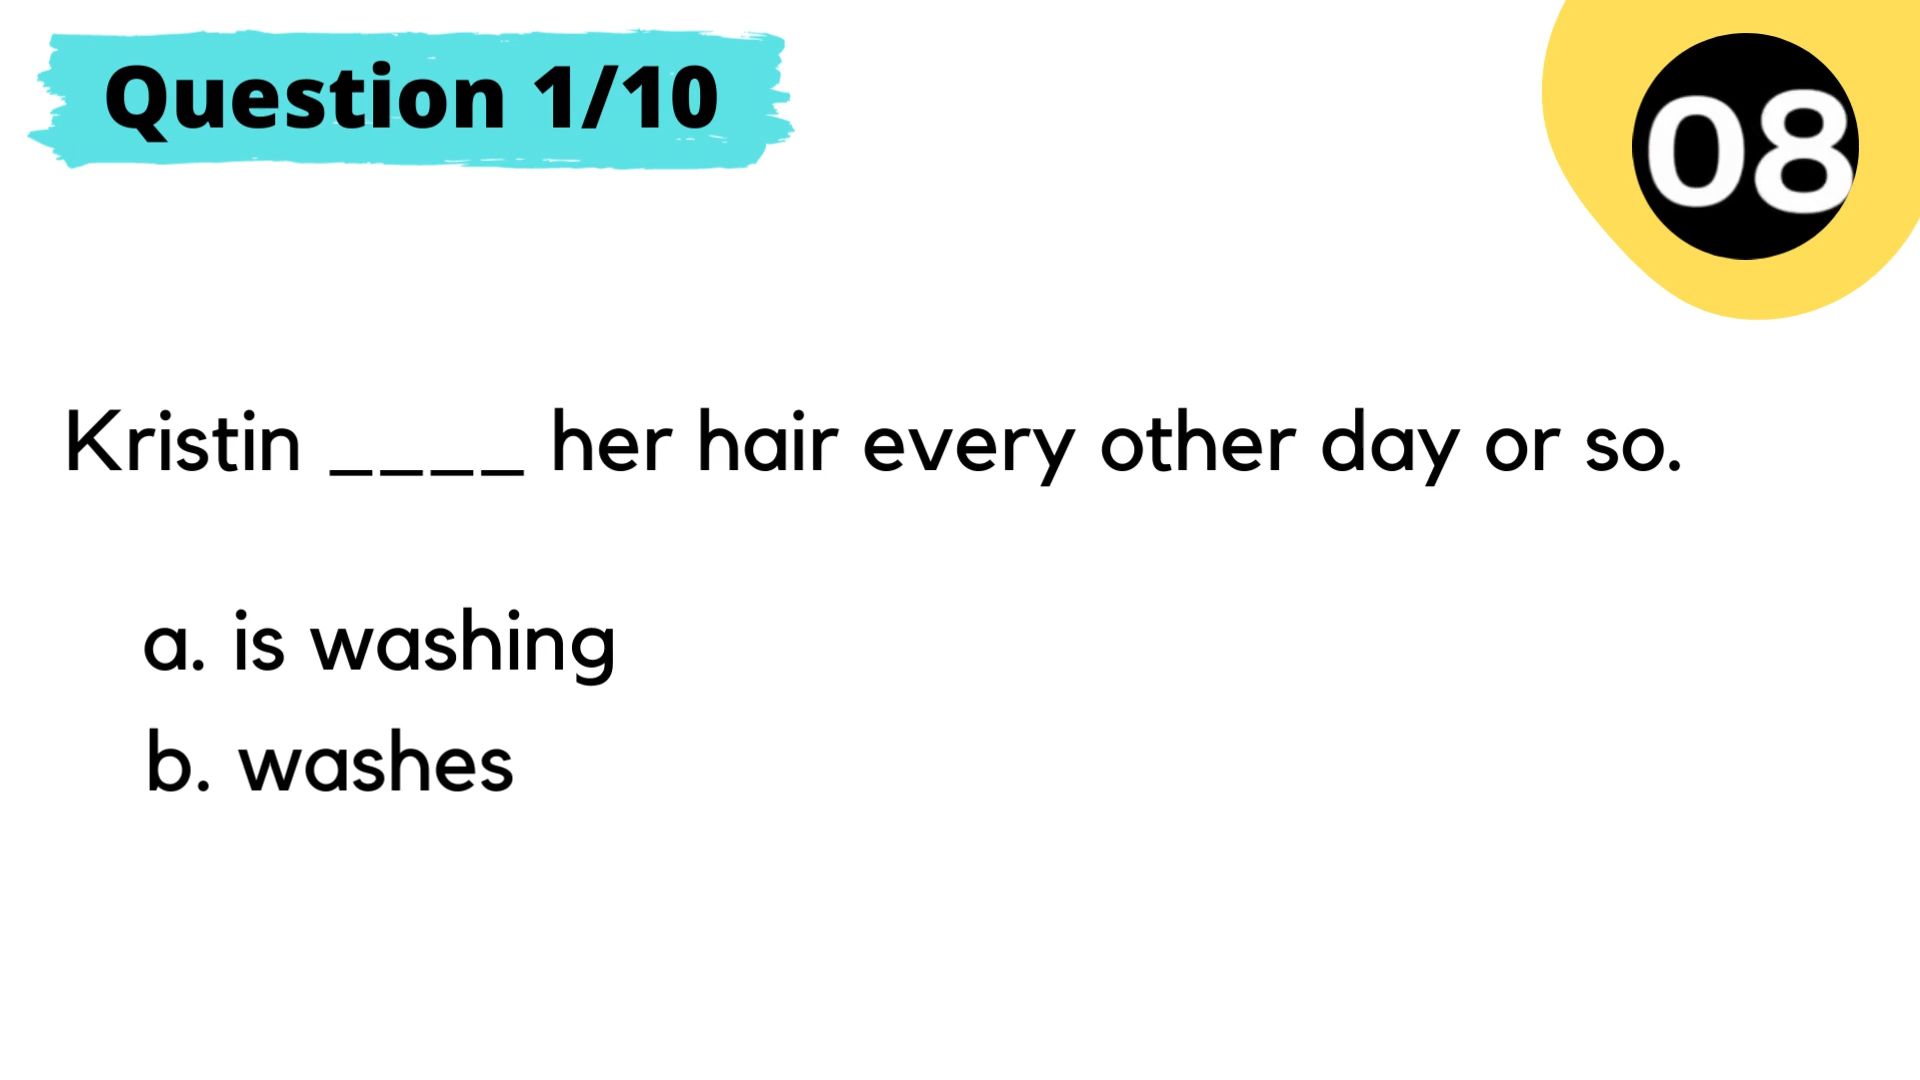 Question 1/10
08
Kristin ____ her hair every other day or so.
a. is washing
b. washes